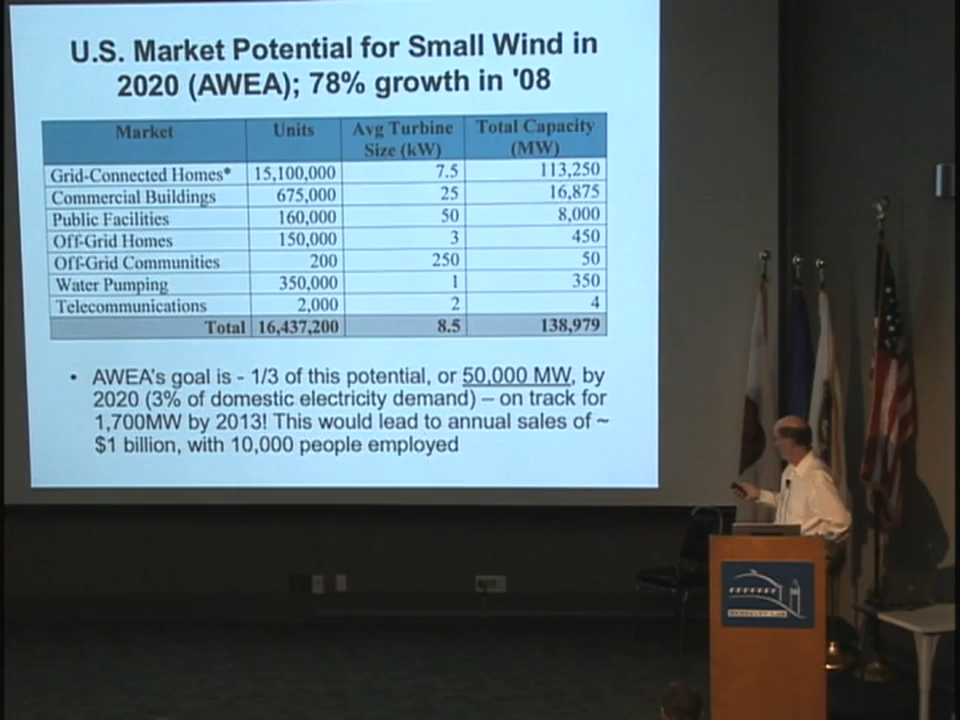 U.S. Market Potential for Small Wind in
2020 (AWEA); 78% growth in '08
Market Units Avg Turbine Size (kW) Total Capacity (MW)
Grid-Connected Homes* 15,100,000 7.5 113,250
Commercial Buildings 675,000 25 16,875
Public Facilities 160,000 50 8,000
Off-Grid Homes 150,000 3 450
Off-Grid Communities 200 250 50
Water Pumping 350,000 1 350
Telecommunications 2,000 2 4
Total 16,437,200 8.5 138,979
• AWEA's goal is - 1/3 of this potential, or 50,000 MW, by
2020 (3% of domestic electricity demand) – on track for
1,700MW by 2013! This would lead to annual sales of ~
$1 billion, with 10,000 people employed
BERKELEY LAB